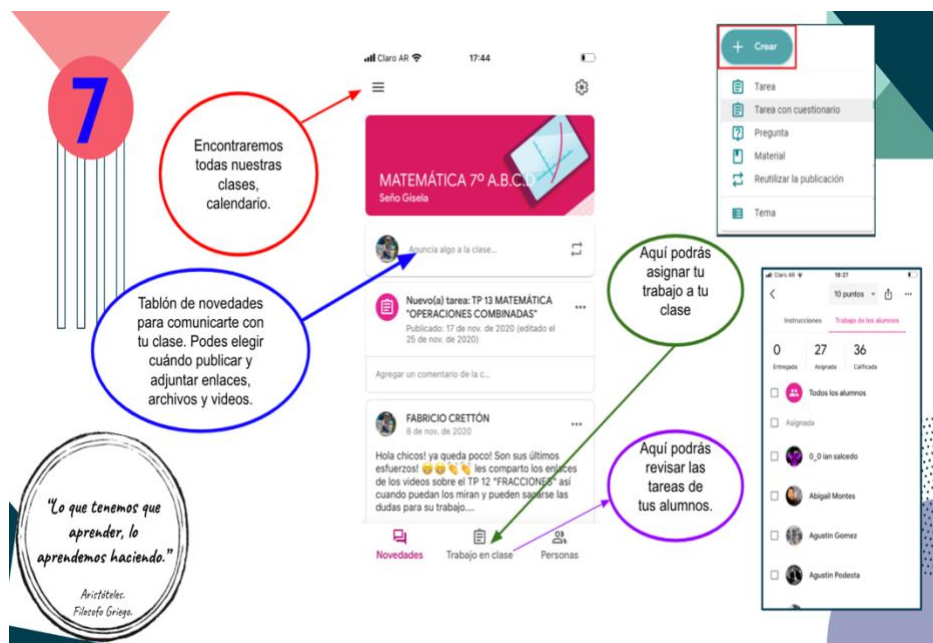 7
Encontraremos
todas nuestras
clases,
calendario.
Tablón de novedades
para comunicarte con
tu clase. Podes elegir
cuándo publicar y
adjuntar enlaces,
archivos y videos.
"Lo que tenemos que
aprender, lo
aprendemos haciendo."
Aristóteles.
Filosofo Griego.
Claro AR
17:44
MATEMÁTICA 7º A.B.C.D
Seño Gisela
Anuncia algo a la clase...
Nuevo(a) tarea: TP 13 MATEMÁTICA
"OPERACIONES COMBINADAS"
Publicado: 17 de nov. de 2020 (editado el
25 de nov. de 2020)
Agregar un comentario de la c...
FABRICIO CRETTÓN
8 de nov. de 2020
Hola chicos! ya queda poco! Son sus últimos
esfuerzos! 😁😁👏👏 les comparto los enlaces
de los videos sobre el TP 12 "FRACCIONES" así
cuando puedan los miran y pueden sacarse las
dudas para su trabajo....
Novedades
Trabajo en clase
Personas
Aquí podrás
asignar tu
trabajo a tu
clase
Aquí podrás
revisar las
tareas de
tus alumnos.
+ Crear
Tarea
Tarea con cuestionario
Pregunta
Material
Reutilizar la publicación
Tema
Claro AR
18:27
10 puntos
Instrucciones
Trabajo de los alumnos
0 27 36
Entregada Asignada Calificada
Todos los alumnos
Asignada
0_0 ian salcedo
Abigail Montes
Agustin Gomez
Agustin Podesta